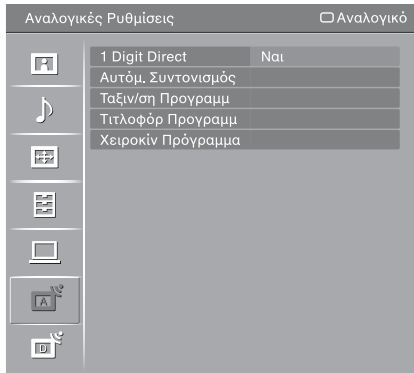 Αναλογικές Ρυθμίσεις Αναλογικό
1 Digit Direct Ναι
Αυτόμ. Συντονισμός
Ταξιν/ση Προγραμμ
Τιτλοφόρ Προγραμμ
Χειροκίν Πρόγραμμα
A
D